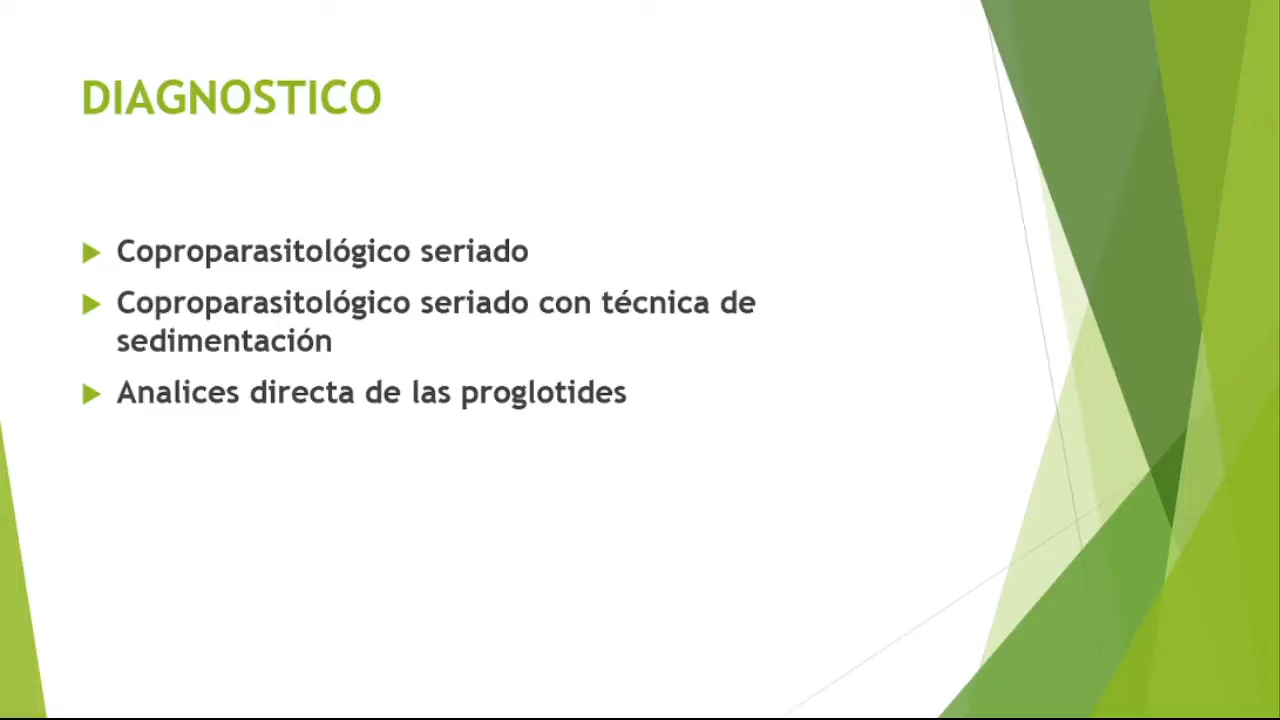 DIAGNOSTICO
Coproparasitológico seriado
Coproparasitológico seriado con técnica de
sedimentación
Analices directa de las proglotides